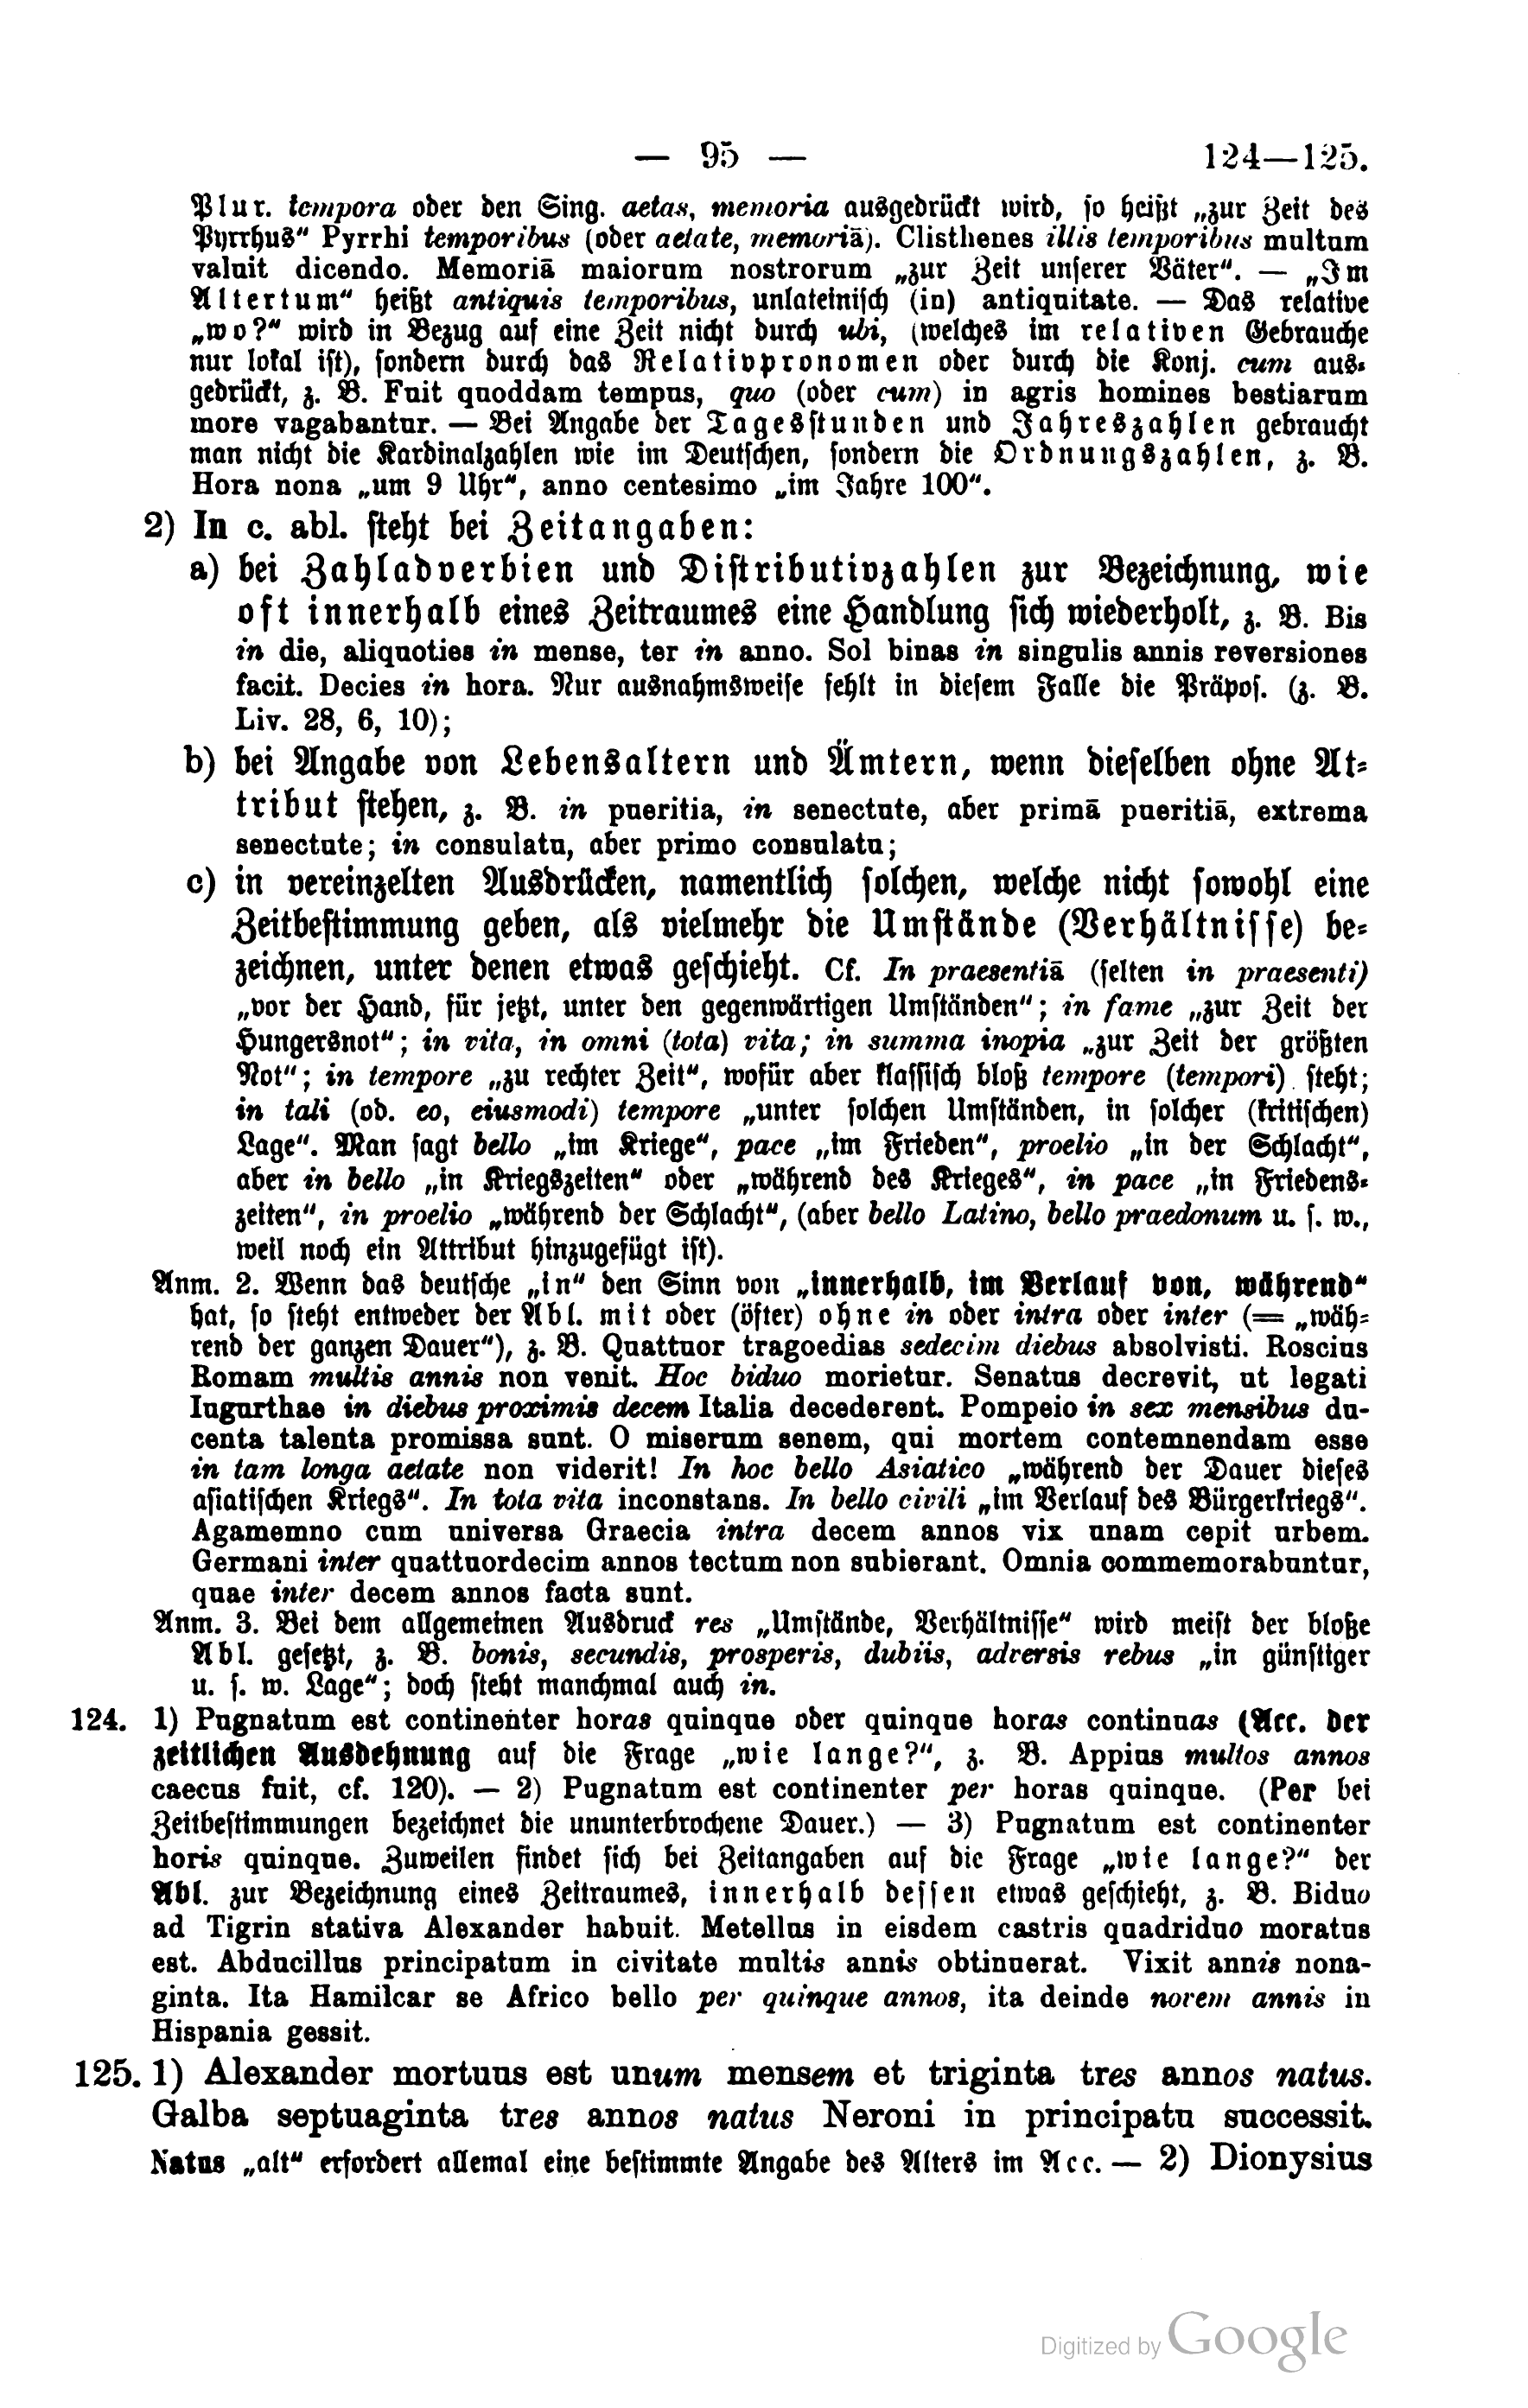 — 95 — 124—125.
Plur. tempora oder den Sing. aetas, memoria ausgedrückt wird, so heißt „zur Zeit des
Pyrrhus“ Pyrrhi temporibus (oder aetate, memoriā). Clisthenes illis temporibus multum
valuit dicendo. Memoriā maiorum nostrorum „zur Zeit unserer Väter“. — „Im
Altertum“ heißt antiquis temporibus, unlateinisch (in) antiquitate. — Das relative
„wo?“ wird in Bezug auf eine Zeit nicht durch ubi, (welches im relativen Gebrauche
nur lokal ist), sondern durch das Relativpronomen oder durch die Konj. cum aus-
gedrückt, z. B. Fuit quoddam tempus, quo (oder cum) in agris homines bestiarum
more vagabantur. — Bei Angabe der Tagesstunden und Jahreszahlen gebraucht
man nicht die Kardinalzahlen wie im Deutschen, sondern die Ordnungszahlen, z. B.
Hora nona „um 9 Uhr“, anno centesimo „im Jahre 100“.
2) In c. abl. steht bei Zeitangaben:
a) bei Zahladverbien und Distributivzahlen zur Bezeichnung, wie
oft innerhalb eines Zeitraumes eine Handlung sich wiederholt, z. B. Bis
in die, aliquoties in mense, ter in anno. Sol binas in singulis annis reversiones
facit. Decies in hora. Nur ausnahmsweise fehlt in diesem Falle die Präpos. (z. B.
Liv. 28, 6, 10);
b) bei Angabe von Lebensaltern und Ämtern, wenn dieselben ohne At-
tribut stehen, z. B. in pueritia, in senectute, aber primā pueritiā, extrema
senectute; in consulatu, aber primo consulatu;
c) in vereinzelten Ausdrücken, namentlich solchen, welche nicht sowohl eine
Zeitbestimmung geben, als vielmehr die Umstände (Verhältnisse) be-
zeichnen, unter denen etwas geschieht. Cf. In praesentiā (selten in praesenti)
„vor der Hand, für jetzt, unter den gegenwärtigen Umständen“; in fame „zur Zeit der
Hungersnot“; in vita, in omni (tota) vita; in summa inopia „zur Zeit der größten
Not“; in tempore „zu rechter Zeit“, wofür aber klassisch bloß tempore (tempori) steht;
in tali (od. eo, eiusmodi) tempore „unter solchen Umständen, in solcher (kritischen)
Lage“. Man sagt bello „im Kriege“, pace „im Frieden“, proelio „in der Schlacht“,
aber in bello „in Kriegszeiten“ oder „während des Krieges“, in pace „in Friedens-
zeiten“, in proelio „während der Schlacht“, (aber bello Latino, bello praedonum u. s. w.,
weil noch ein Attribut hinzugefügt ist).
Anm. 2. Wenn das deutsche „in“ den Sinn von „innerhalb, im Verlauf von, während“
hat, so steht entweder der Abl. mit oder (öfter) ohne in oder intra oder inter (= „wäh-
rend der ganzen Dauer“), z. B. Quattuor tragoedias sedecim diebus absolvisti. Roscius
Romam multis annis non venit. Hoc biduo morietur. Senatus decrevit, ut legati
Iugurthae in diebus proximis decem Italia decederent. Pompeio in sex mensibus du-
centa talenta promissa sunt. O miserum senem, qui mortem contemnendam esse
in tam longa aetate non viderit! In hoc bello Asiatico „während der Dauer dieses
asiatischen Kriegs“. In tota vita inconstans. In bello civili „im Verlauf des Bürgerkriegs“.
Agamemno cum universa Graecia intra decem annos vix unam cepit urbem.
Germani inter quattuordecim annos tectum non subierant. Omnia commemorabuntur,
quae inter decem annos facta sunt.
Anm. 3. Bei dem allgemeinen Ausdruck res „Umstände, Verhältnisse“ wird meist der bloße
Abl. gesetzt, z. B. bonis, secundis, prosperis, dubiis, adversis rebus „in günstiger
u. s. w. Lage“; doch steht manchmal auch in.
124. 1) Pugnatum est continenter horas quinque oder quinque horas continuas (Acc. der
zeitlichen Ausdehnung auf die Frage „wie lange?“, z. B. Appius multos annos
caecus fuit, cf. 120). — 2) Pugnatum est continenter per horas quinque. (Per bei
Zeitbestimmungen bezeichnet die ununterbrochene Dauer.) — 3) Pugnatum est continenter
horis quinque. Zuweilen findet sich bei Zeitangaben auf die Frage „wie lange?“ der
Abl. zur Bezeichnung eines Zeitraumes, innerhalb dessen etwas geschieht, z. B. Biduo
ad Tigrin stativa Alexander habuit. Metellus in eisdem castris quadriduo moratus
est. Abducillus principatum in civitate multis annis obtinuerat. Vixit annis nona-
ginta. Ita Hamilcar se Africo bello per quinque annos, ita deinde novem annis in
Hispania gessit.
125. 1) Alexander mortuus est unum mensem et triginta tres annos natus.
Galba septuaginta tres annos natus Neroni in principatu successit.
Natus „alt“ erfordert allemal eine bestimmte Angabe des Alters im Acc. — 2) Dionysius
Digitized by Google